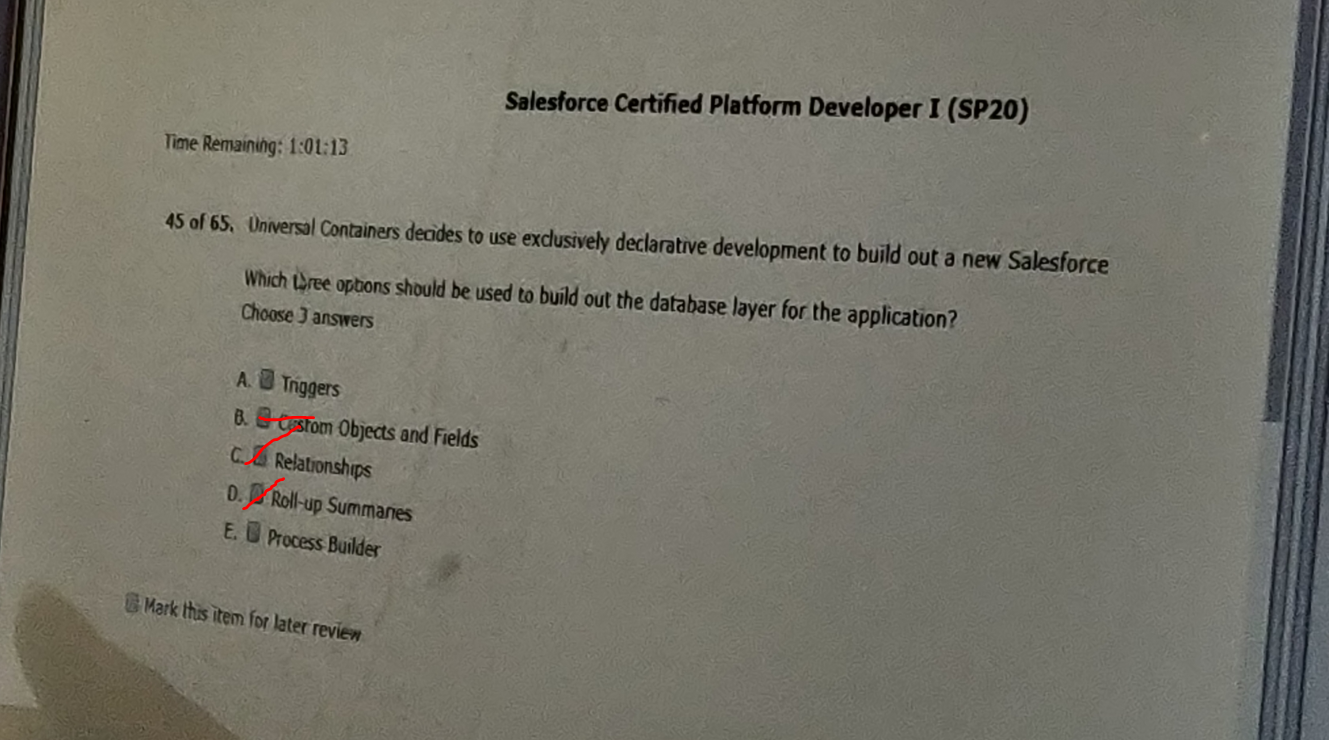 Salesforce Certified Platform Developer I (SP20)
Time Remaining: 1:01:13
45 of 65. Universal Containers decides to use exclusively declarative development to build out a new Salesforce
Which three options should be used to build out the database layer for the application?
Choose 3 answers
A. Triggers
B. Custom Objects and Fields
C. Relationships
D. Roll-up Summaries
E. Process Builder
Mark this item for later review